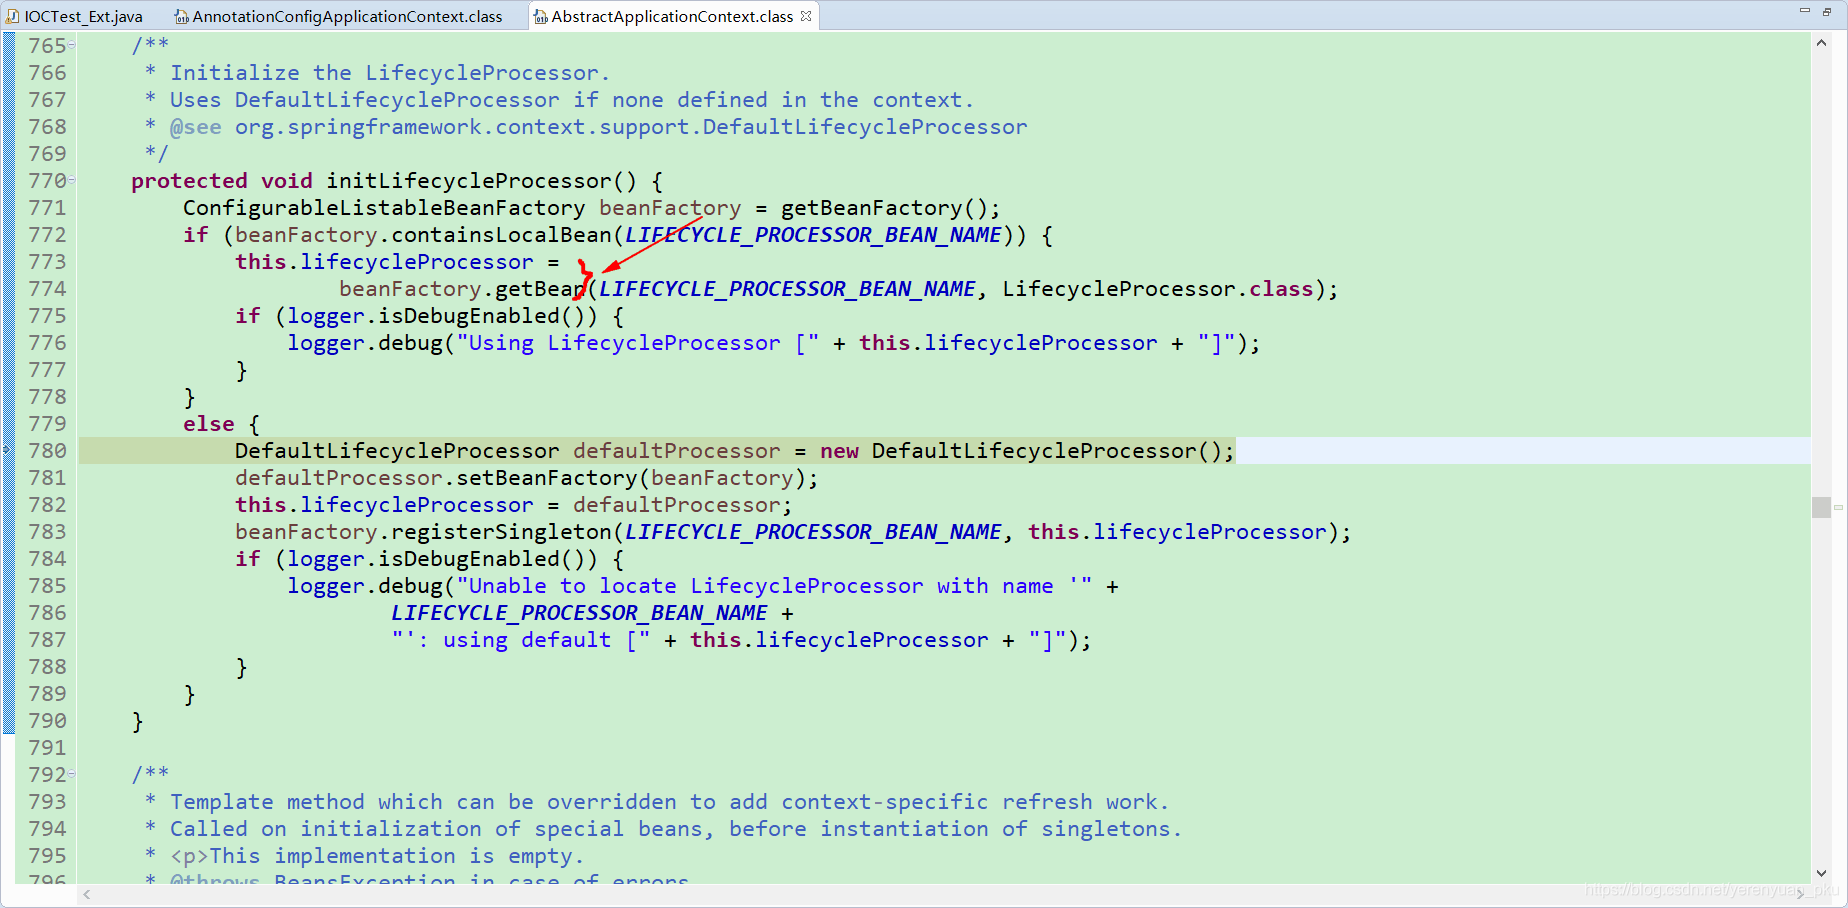 IOCTest_Ext.java AnnotationConfigApplicationContext.class AbstractApplicationContext.class
765 /**
766 * Initialize the LifecycleProcessor.
767 * Uses DefaultLifecycleProcessor if none defined in the context.
768 * @see org.springframework.context.support.DefaultLifecycleProcessor
769 */
770 protected void initLifecycleProcessor() {
771 ConfigurableListableBeanFactory beanFactory = getBeanFactory();
772 if (beanFactory.containsLocalBean(LIFECYCLE_PROCESSOR_BEAN_NAME)) {
773 this.lifecycleProcessor =
774 beanFactory.getBean(LIFECYCLE_PROCESSOR_BEAN_NAME, LifecycleProcessor.class);
775 if (logger.isDebugEnabled()) {
776 logger.debug("Using LifecycleProcessor [" + this.lifecycleProcessor + "]");
777 }
778 }
779 else {
780 DefaultLifecycleProcessor defaultProcessor = new DefaultLifecycleProcessor();
781 defaultProcessor.setBeanFactory(beanFactory);
782 this.lifecycleProcessor = defaultProcessor;
783 beanFactory.registerSingleton(LIFECYCLE_PROCESSOR_BEAN_NAME, this.lifecycleProcessor);
784 if (logger.isDebugEnabled()) {
785 logger.debug("Unable to locate LifecycleProcessor with name '" +
786 LIFECYCLE_PROCESSOR_BEAN_NAME +
787 "': using default [" + this.lifecycleProcessor + "]");
788 }
789 }
790 }
791
792 /**
793 * Template method which can be overridden to add context-specific refresh work.
794 * Called on initialization of special beans, before instantiation of singletons.
795 * <p>This implementation is empty.
796 * @throws BeansException in case of errors
https://blog.csdn.net/yerenyuan_pku